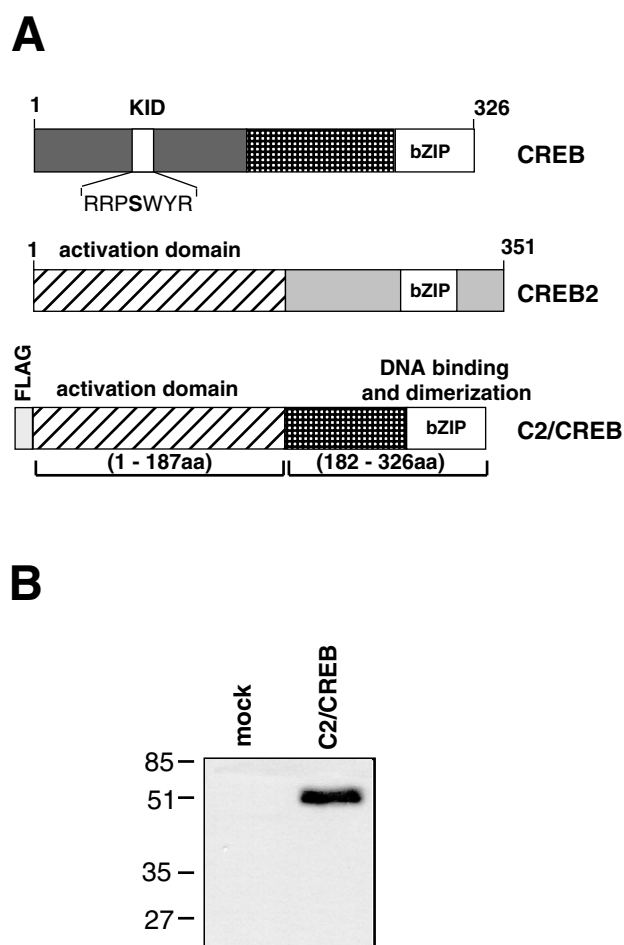 A
1 KID 326
bZIP CREB
RRPSWYR
1 activation domain 351
bZIP CREB2
FLAG
activation domain
DNA binding
and dimerization
bZIP C2/CREB
(1 - 187aa) (182 - 326aa)
B
mock C2/CREB
85
51
35
27